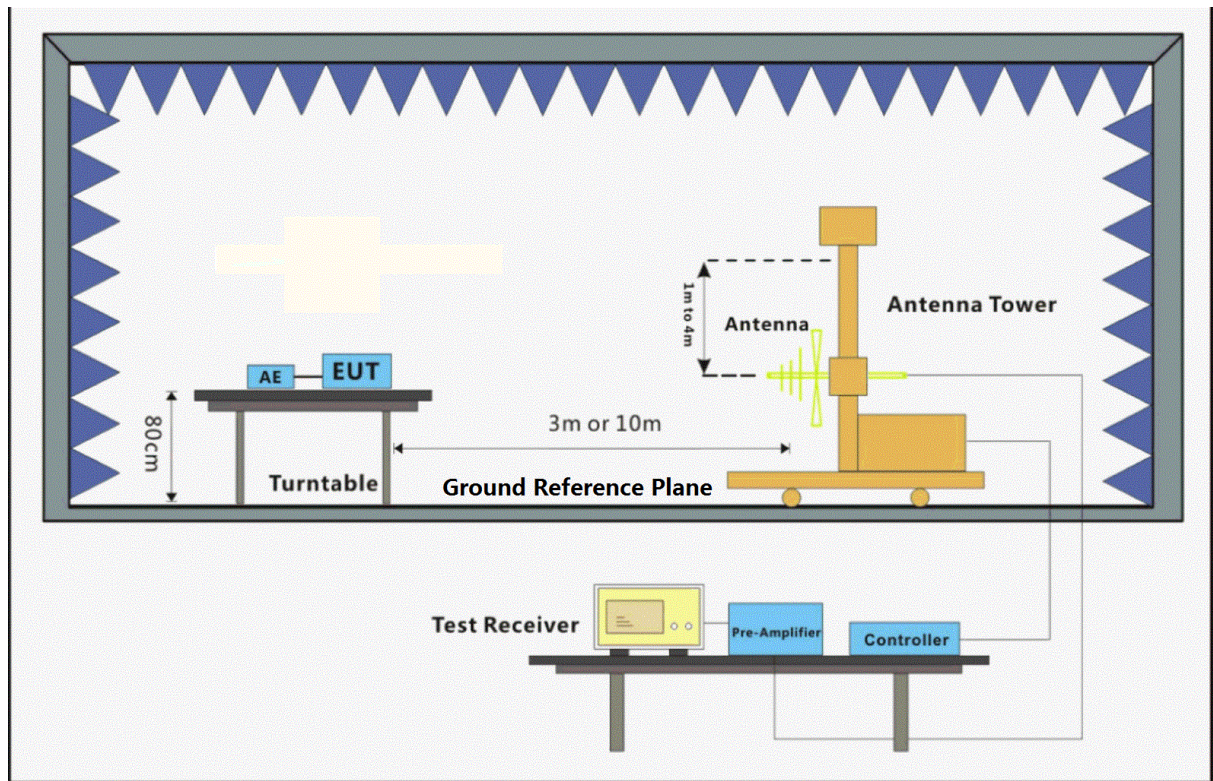 Antenna Tower
1m to 4m
Antenna
AE
EUT
80cm
3m or 10m
Turntable
Ground Reference Plane
Test Receiver
Pre-Amplifier
Controller